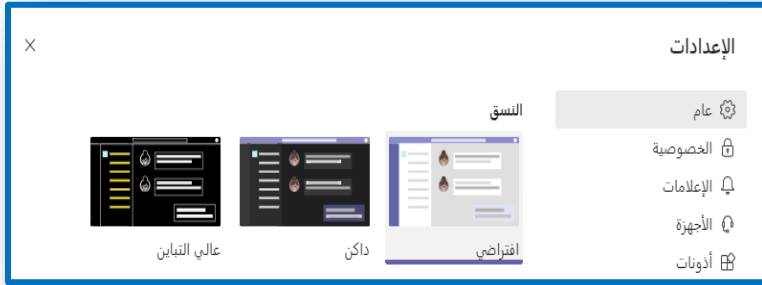 الإعدادات
عام
الخصوصية
الإعلامات
الأجهزة
أذونات
النسق
افتراضي
داكن
عالي التباين